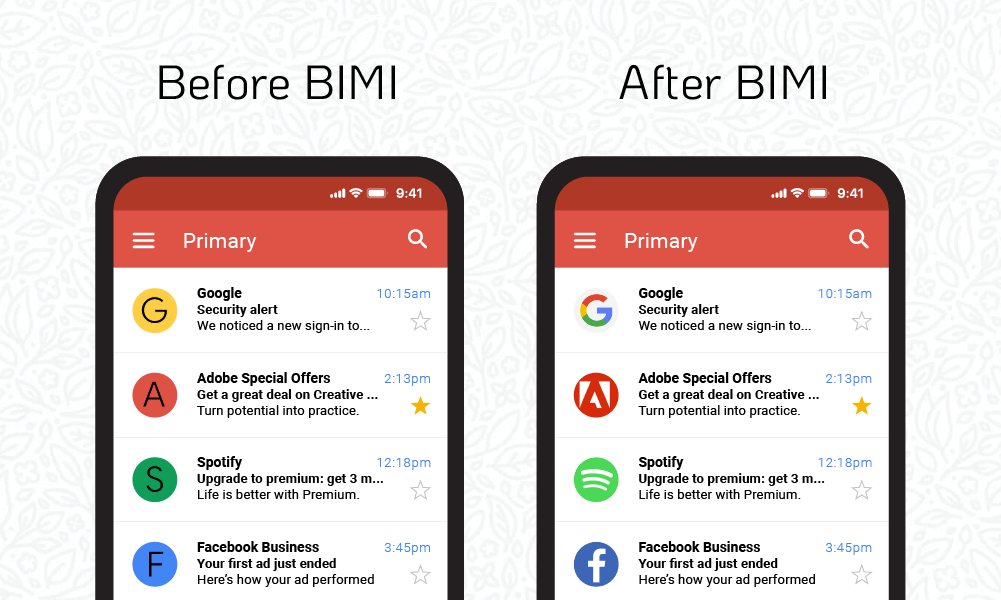 Before BIMI
9:41
Primary
G
Google
10:15am
Security alert
We noticed a new sign-in to...
A
Adobe Special Offers
2:13pm
Get a great deal on Creative ...
Turn potential into practice.
S
Spotify
12:18pm
Upgrade to premium: get 3 m...
Life is better with Premium.
F
Facebook Business
3:45pm
Your first ad just ended
Here's how your ad performed
After BIMI
9:41
Primary
G
Google
10:15am
Security alert
We noticed a new sign-in to...
Adobe Special Offers
2:13pm
Get a great deal on Creative ...
Turn potential into practice.
Spotify
12:18pm
Upgrade to premium: get 3 m...
Life is better with Premium.
f
Facebook Business
3:45pm
Your first ad just ended
Here's how your ad performed